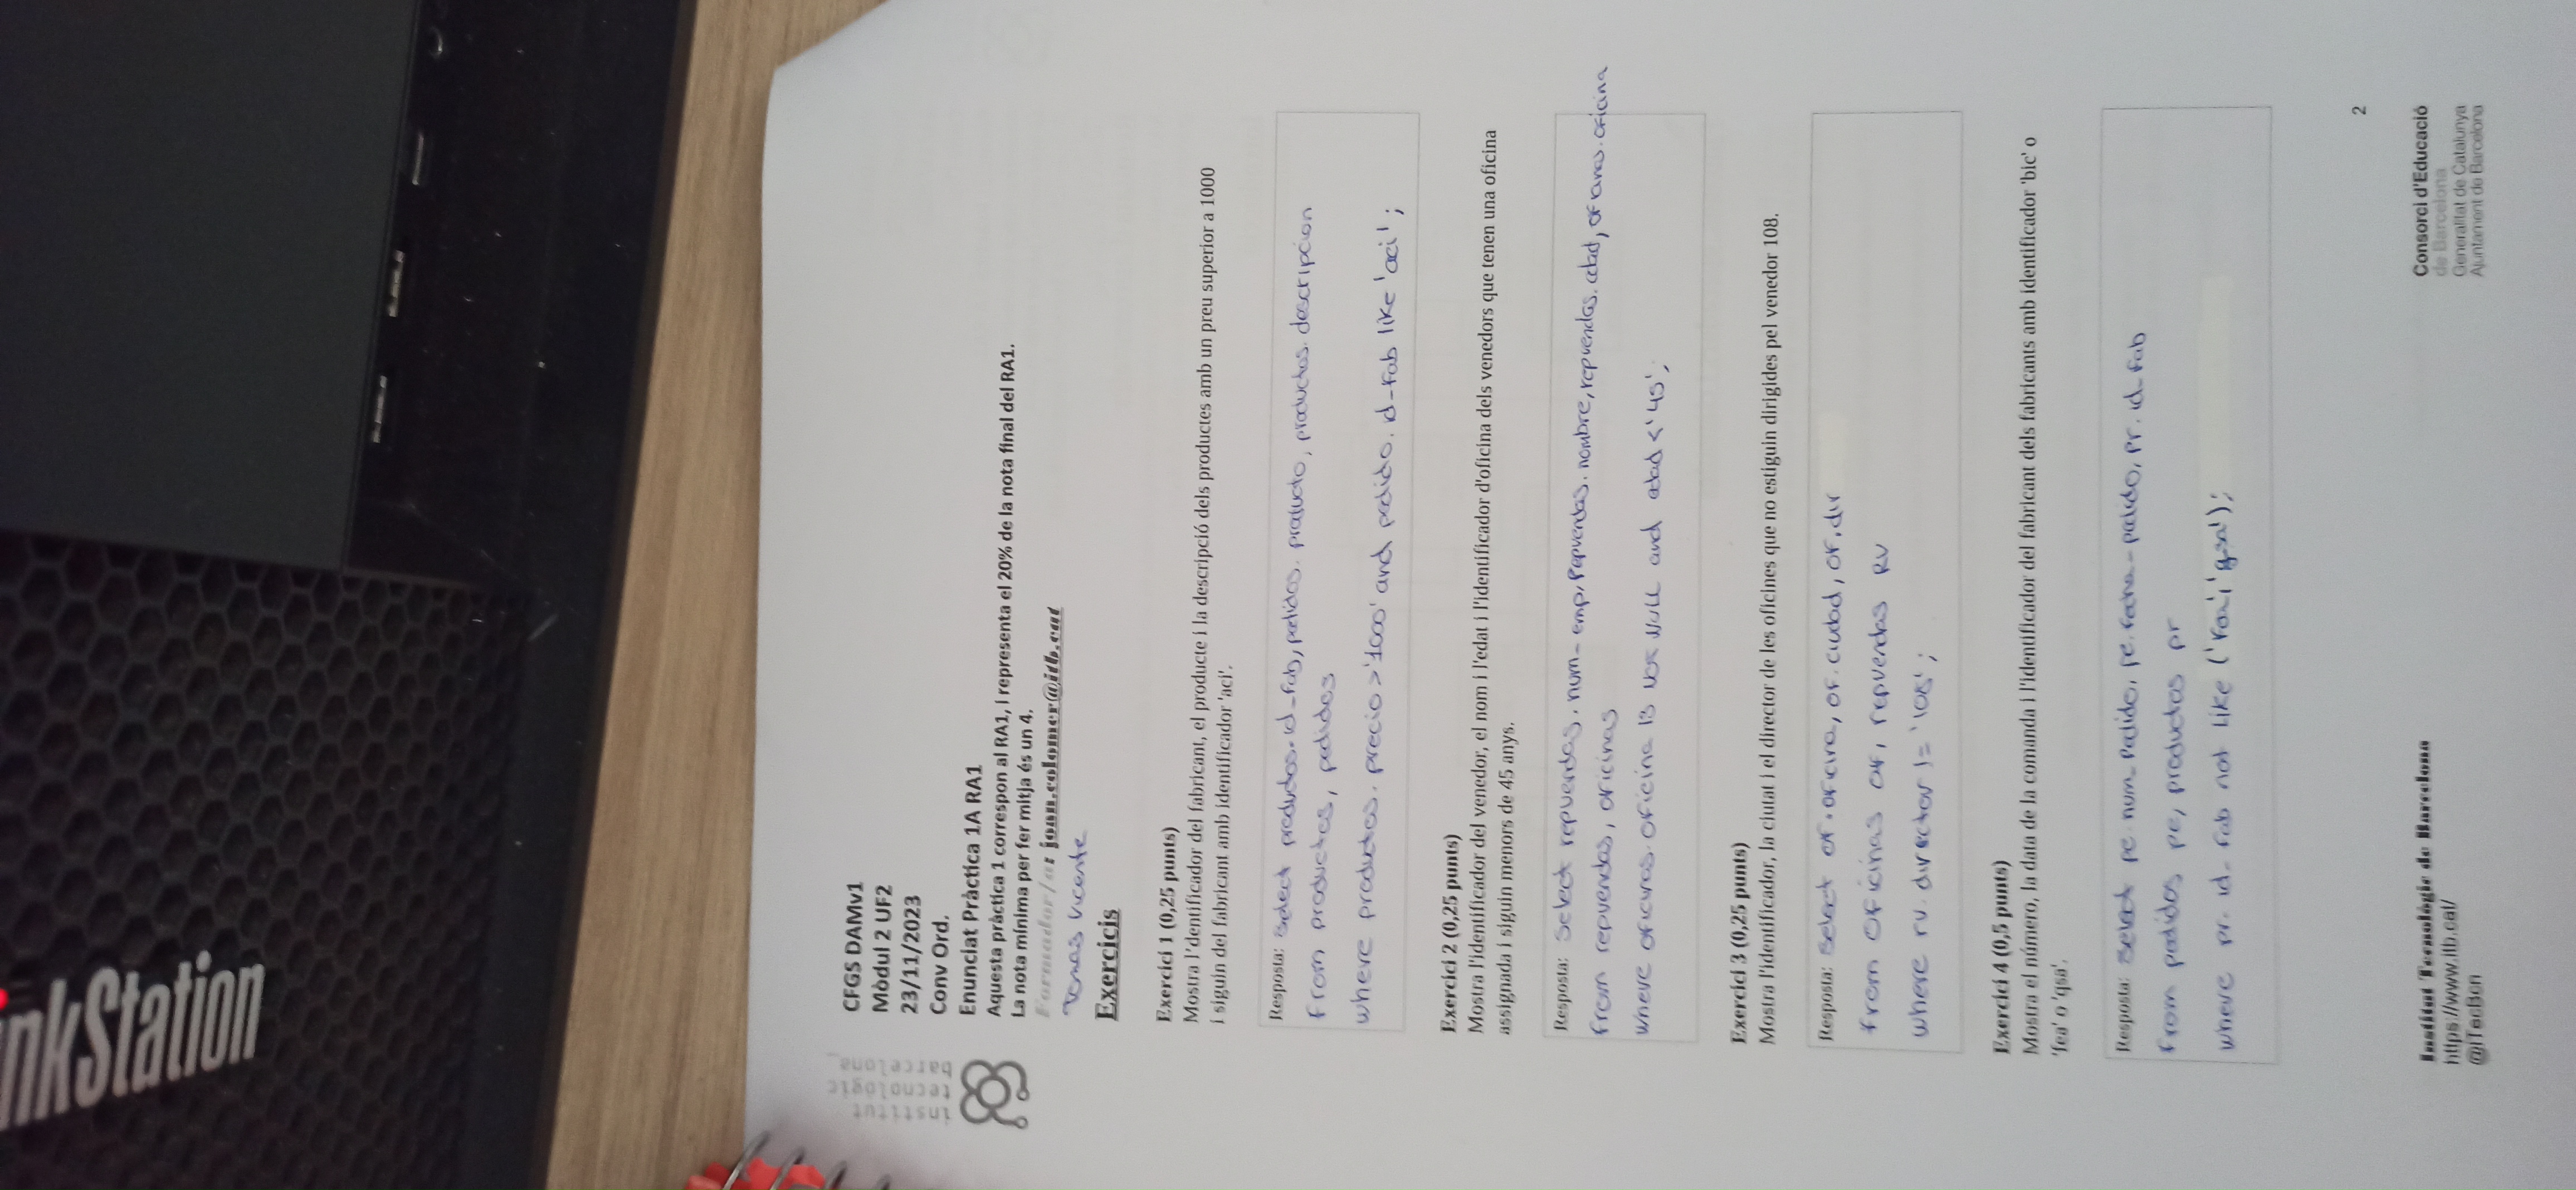 nkStation
institut
tecnològic
barcelona_
CFGS DAMv1
Mòdul 2 UF2
23/11/2023
Conv Ord.
Enunciat Pràctica 1A RA1
Aquesta pràctica 1 correspon al RA1, i representa el 20% de la nota final del RA1.
La nota mínima per fer mitja és un 4.
Formador/a: joan.colomer@itb.cat
Tomas Vicente
Exercicis
Exercici 1 (0,25 punts)
Mostra l'dentificador del fabricant, el producte i la descripció dels productes amb un preu superior a 1000
i siguin del fabricant amb identificador 'aci'.
Resposta: select productos.id_fab, pedidos.producto, productos.descripcion
from productos, pedidos
where productos.precio >'1000' and pedido.id_fab like 'aci';
Exercici 2 (0,25 punts)
Mostra l'identificador del venedor, el nom i l'edat i l'identificador d'oficina dels venedors que tenen una oficina
assignada i siguin menors de 45 anys.
Resposta: Select repventas.num_emp, repventas.nombre, repventas.edad, oficinas.oficina
from repventas, oficinas
where oficinas.oficina is not NULL and edad <'45';
Exercici 3 (0,25 punts)
Mostra l'identificador, la ciutat i el director de les oficines que no estiguin dirigides pel venedor 108.
Resposta: Select of.oficina, of.ciudad, of.dir
from oficinas of, repventas RV
where rv.director != '108';
Exercici 4 (0,5 punts)
Mostra el número, la data de la comanda i l'identificador del fabricant dels fabricants amb identificador 'bic' o
'fea' o 'qsa'.
Resposta: Select pe.num_pedido, pe.fecha_pedido, pr.id_fab
from pedidos pe, productos pr
where pr.id_fab not like ( 'qsa');
2
Institut Tecnològic de Barcelona
https://www.itb.cat/
@iTecBcn
Consorci d'Educació
de Barcelona
Generalitat de Catalunya
Ajuntament de Barcelona